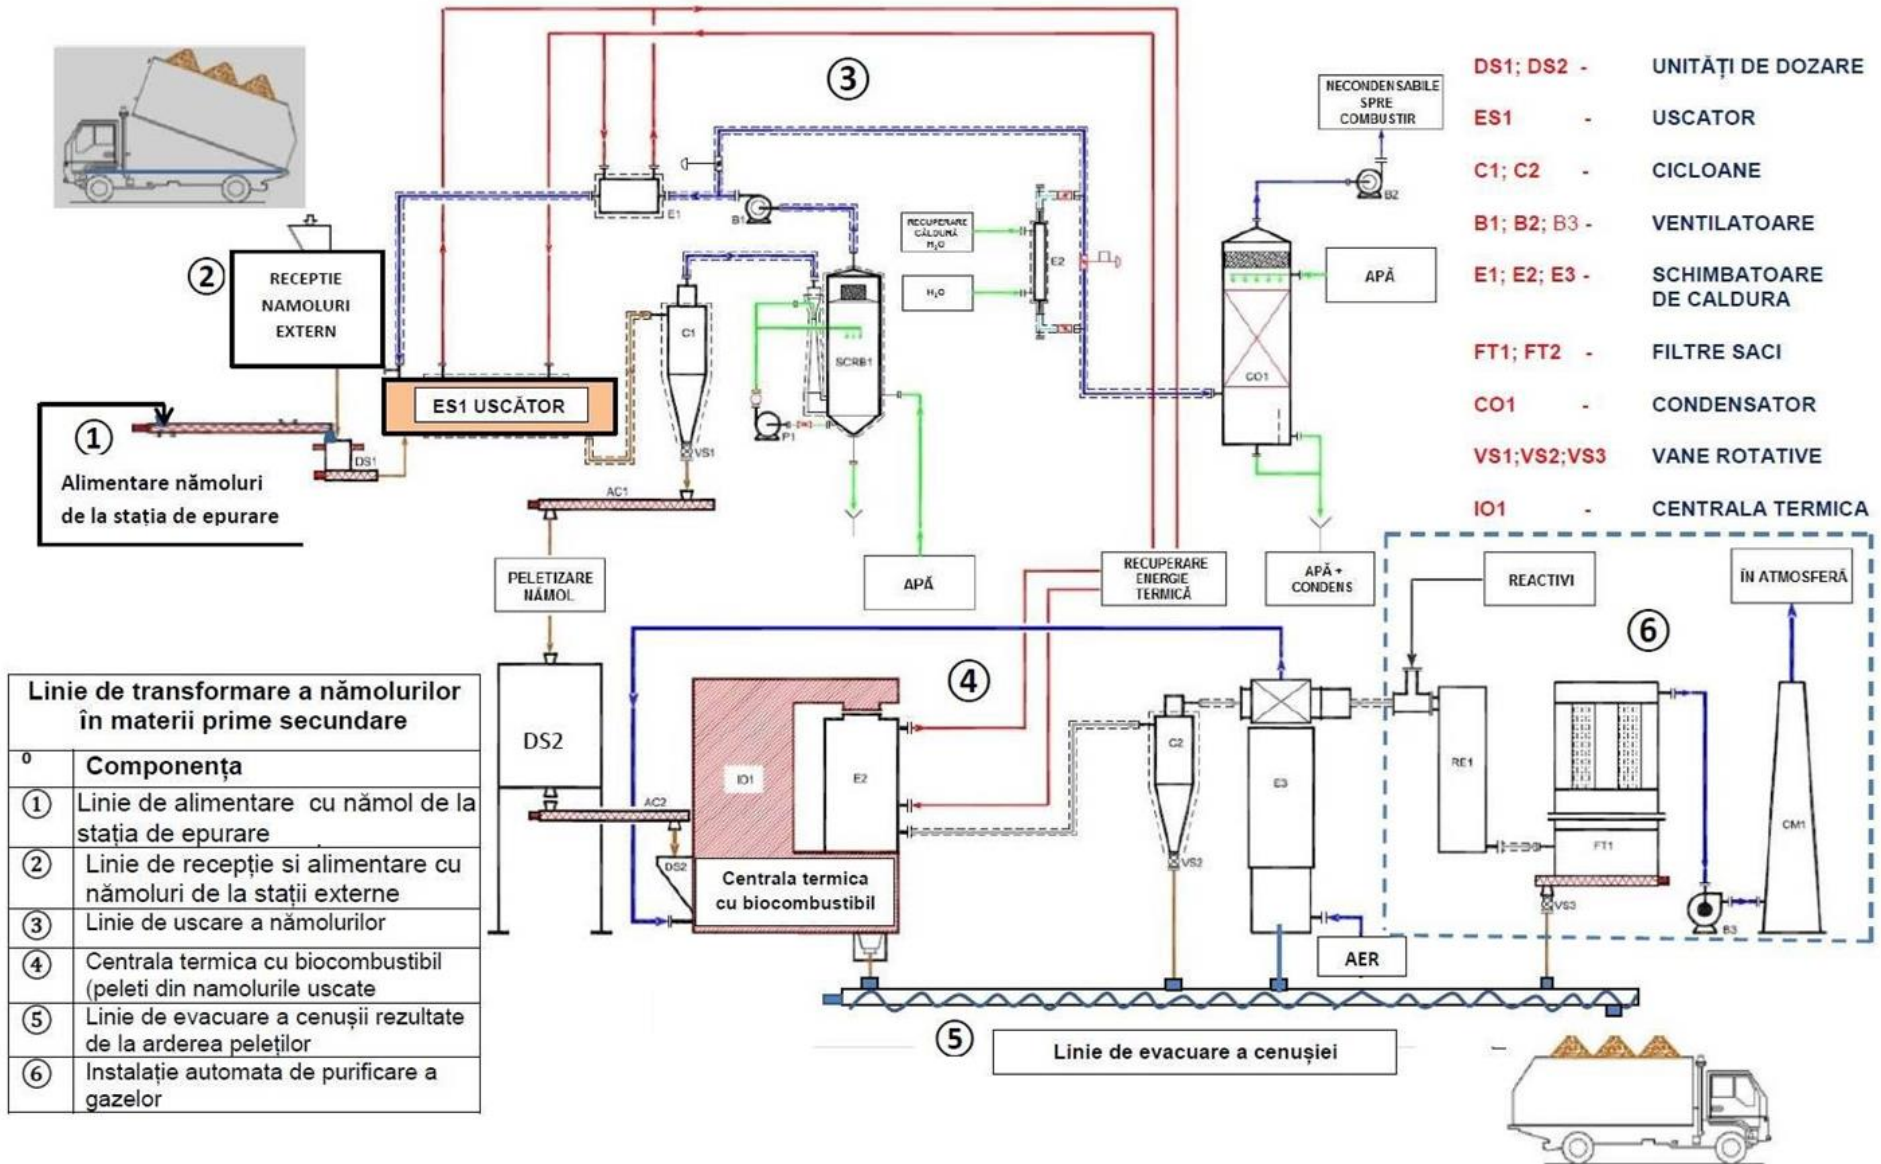 ③
NECONDENSABILE
SPRE
COMBUSTIR
B2
E1
B1
RECUPERARE
CĂLDURĂ
H₂O
H₂O
E2
APĂ
CO1
②
RECEPTIE
NAMOLURI
EXTERN
C1
SCRB1
ES1 USCĂTOR
①
DS1
P1
VS1
Alimentare nămoluri
de la stația de epurare
AC1
PELETIZARE
NĂMOL
APĂ
RECUPERARE
ENERGIE
TERMICĂ
APĂ +
CONDENS
DS1; DS2 - UNITĂȚI DE DOZARE
ES1 - USCATOR
C1; C2 - CICLOANE
B1; B2; B3 - VENTILATOARE
E1; E2; E3 - SCHIMBATOARE
DE CALDURA
FT1; FT2 - FILTRE SACI
CO1 - CONDENSATOR
VS1;VS2;VS3 VANE ROTATIVE
IO1 - CENTRALA TERMICA
REACTIVI
ÎN ATMOSFERĂ
⑥
④
DS2
IO1
E2
C2
E3
RE1
CM1
AC2
DS2
VS2
FT1
VS3
B3
Centrala termica
cu biocombustibil
AER
⑤
Linie de evacuare a cenușiei
Linie de transformare a nămolurilor
în materii prime secundare
0 Componența
① Linie de alimentare cu nămol de la
stația de epurare
② Linie de recepție si alimentare cu
nămoluri de la stații externe
③ Linie de uscare a nămolurilor
④ Centrala termica cu biocombustibil
(peleti din namolurile uscate
⑤ Linie de evacuare a cenușii rezultate
de la arderea peleților
⑥ Instalație automata de purificare a
gazelor